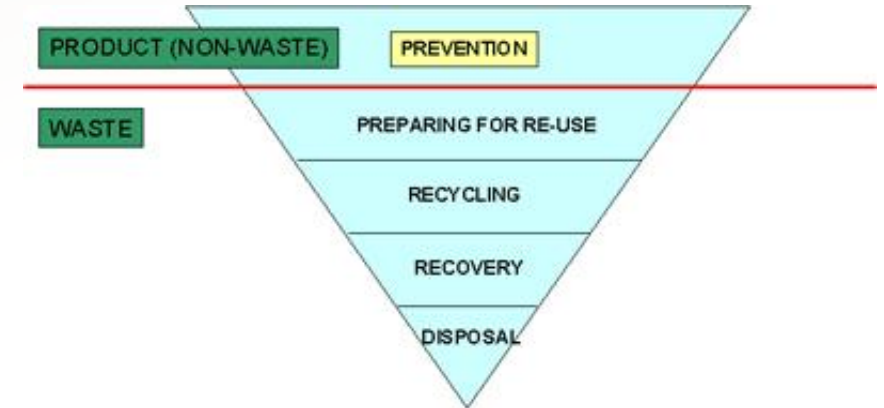 PRODUCT (NON-WASTE)
PREVENTION
WASTE
PREPARING FOR RE-USE
RECYCLING
RECOVERY
DISPOSAL